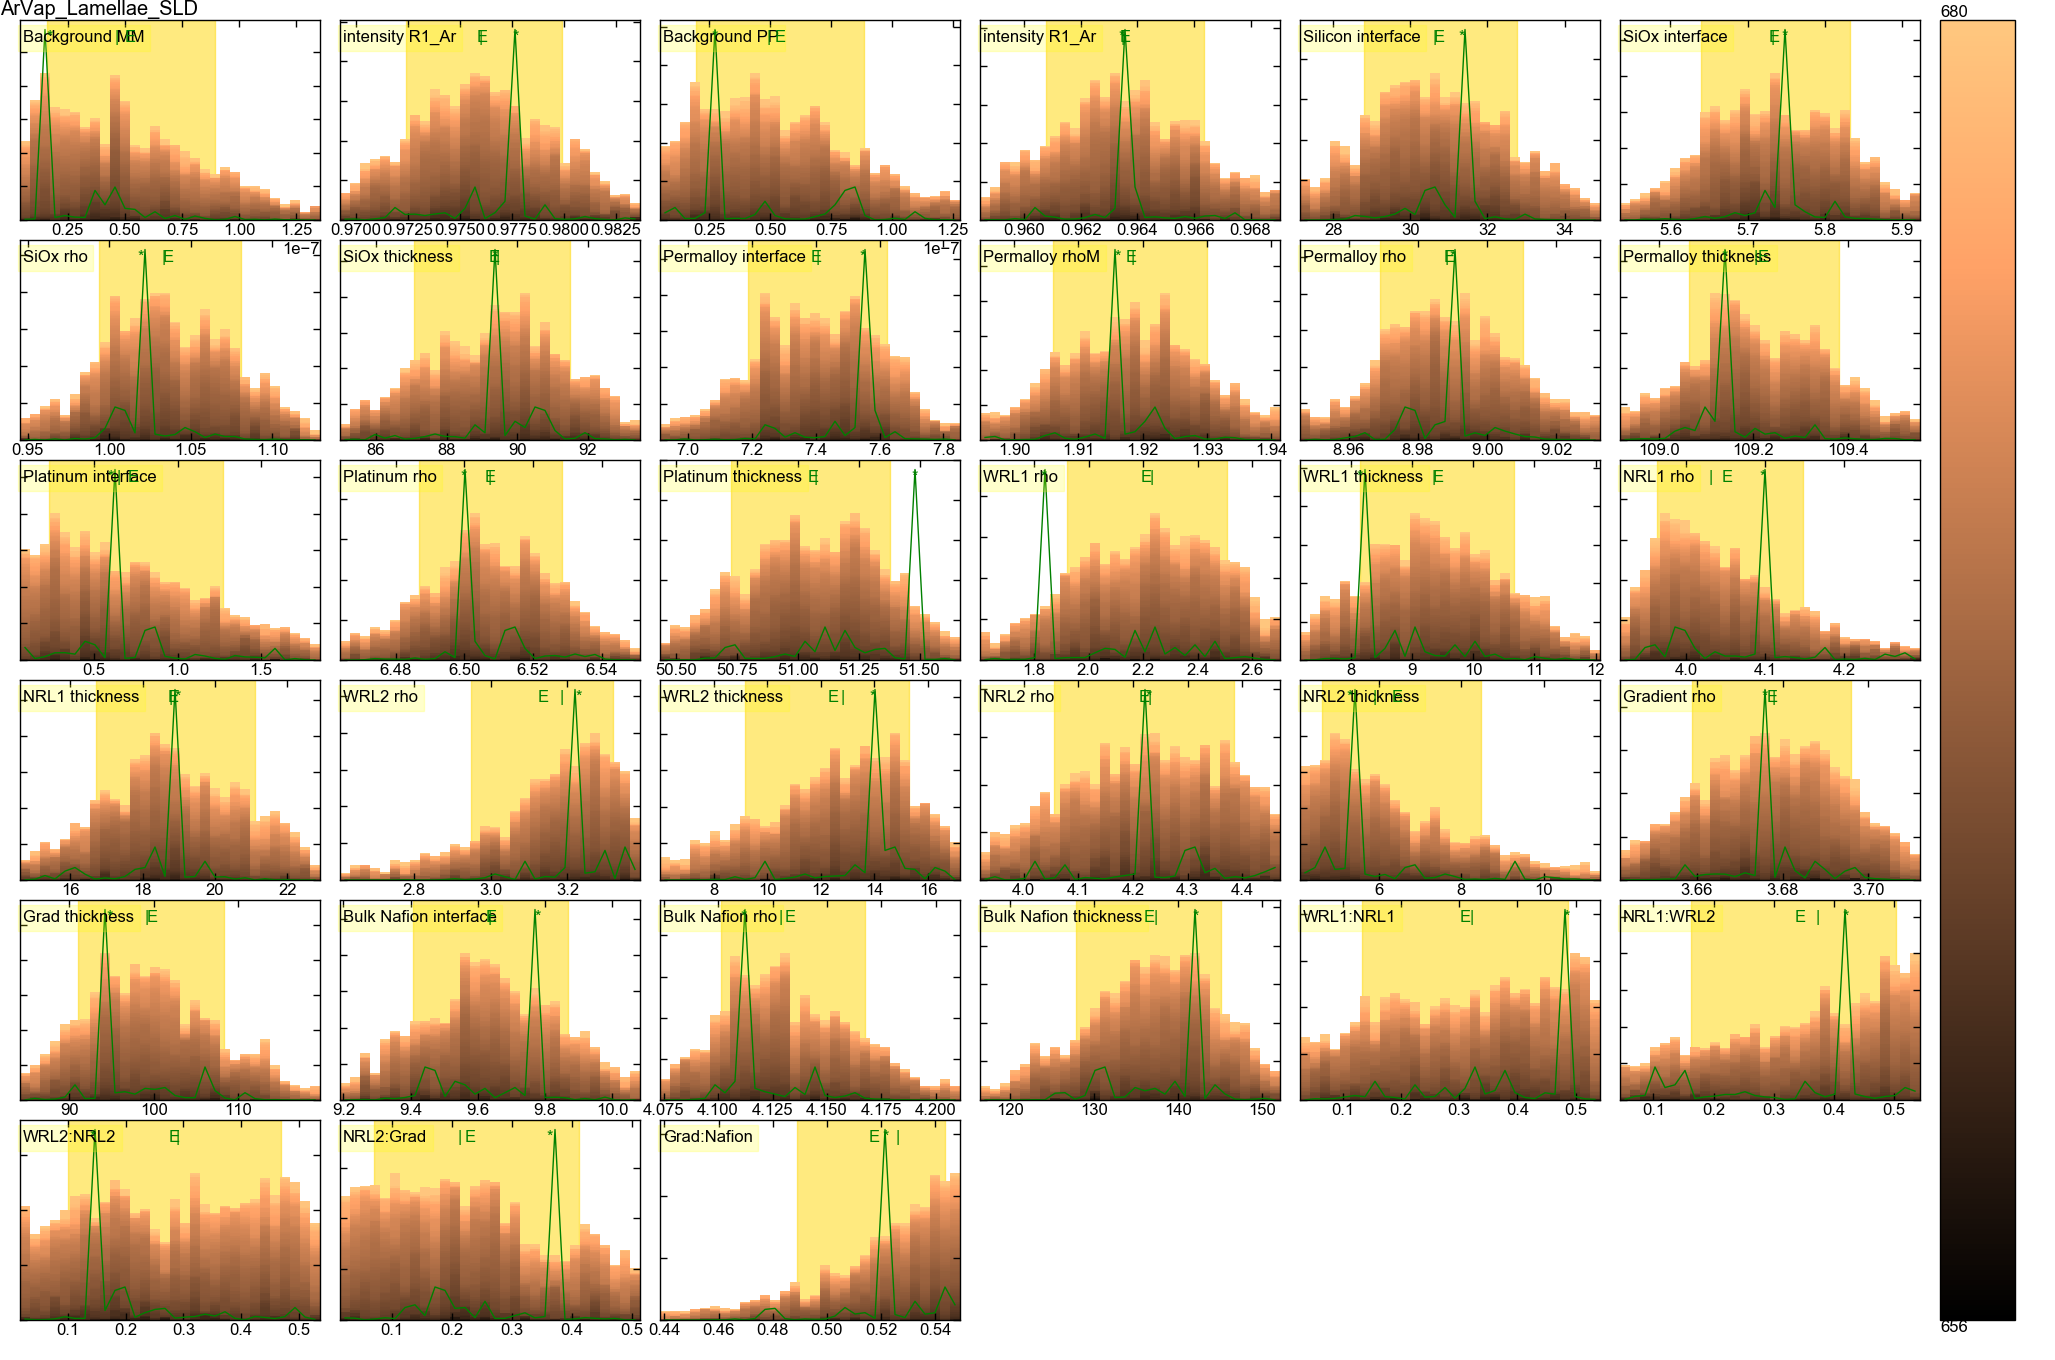 ArVap_Lamellae_SLD
680
Background MM | E *
intensity R1_Ar E| *
Background PP | E *
intensity R1_Ar E| *
Silicon interface |E *
SiOx interface E| *
0.25 0.50 0.75 1.00 1.25
0.9700 0.9725 0.9750 0.9775 0.9800 0.9825
0.25 0.50 0.75 1.00 1.25
0.960 0.962 0.964 0.966 0.968
28 30 32 34
5.6 5.7 5.8 5.9
1e−7
1e−7
SiOx rho * |E
SiOx thickness E| *
Permalloy interface E| *
Permalloy rhoM * E|
Permalloy rho |E *
Permalloy thickness * |E
0.95 1.00 1.05 1.10
86 88 90 92
7.0 7.2 7.4 7.6 7.8
1.90 1.91 1.92 1.93 1.94
8.96 8.98 9.00 9.02
109.0 109.2 109.4
Platinum interface * | E
Platinum rho * E|
Platinum thickness E| *
WRL1 rho * E|
WRL1 thickness * |E
NRL1 rho | E *
0.5 1.0 1.5
6.48 6.50 6.52 6.54
50.50 50.75 51.00 51.25 51.50
1.8 2.0 2.2 2.4 2.6
8 9 10 11 12
4.0 4.1 4.2
NRL1 thickness E| *
WRL2 rho E | *
WRL2 thickness E | *
NRL2 rho E| *
NRL2 thickness * | E
Gradient rho * E|
16 18 20 22
2.8 3.0 3.2
8 10 12 14 16
4.0 4.1 4.2 4.3 4.4
6 8 10
3.66 3.68 3.70
Grad thickness * |E
Bulk Nafion interface E| *
Bulk Nafion rho * | E
Bulk Nafion thickness E| *
WRL1:NRL1 E| *
NRL1:WRL2 E | *
90 100 110
9.2 9.4 9.6 9.8 10.0
4.075 4.100 4.125 4.150 4.175 4.200
120 130 140 150
0.1 0.2 0.3 0.4 0.5
0.1 0.2 0.3 0.4 0.5
WRL2:NRL2 * E|
NRL2:Grad | E *
Grad:Nafion E * |
0.1 0.2 0.3 0.4 0.5
0.1 0.2 0.3 0.4 0.5
0.44 0.46 0.48 0.50 0.52 0.54
656